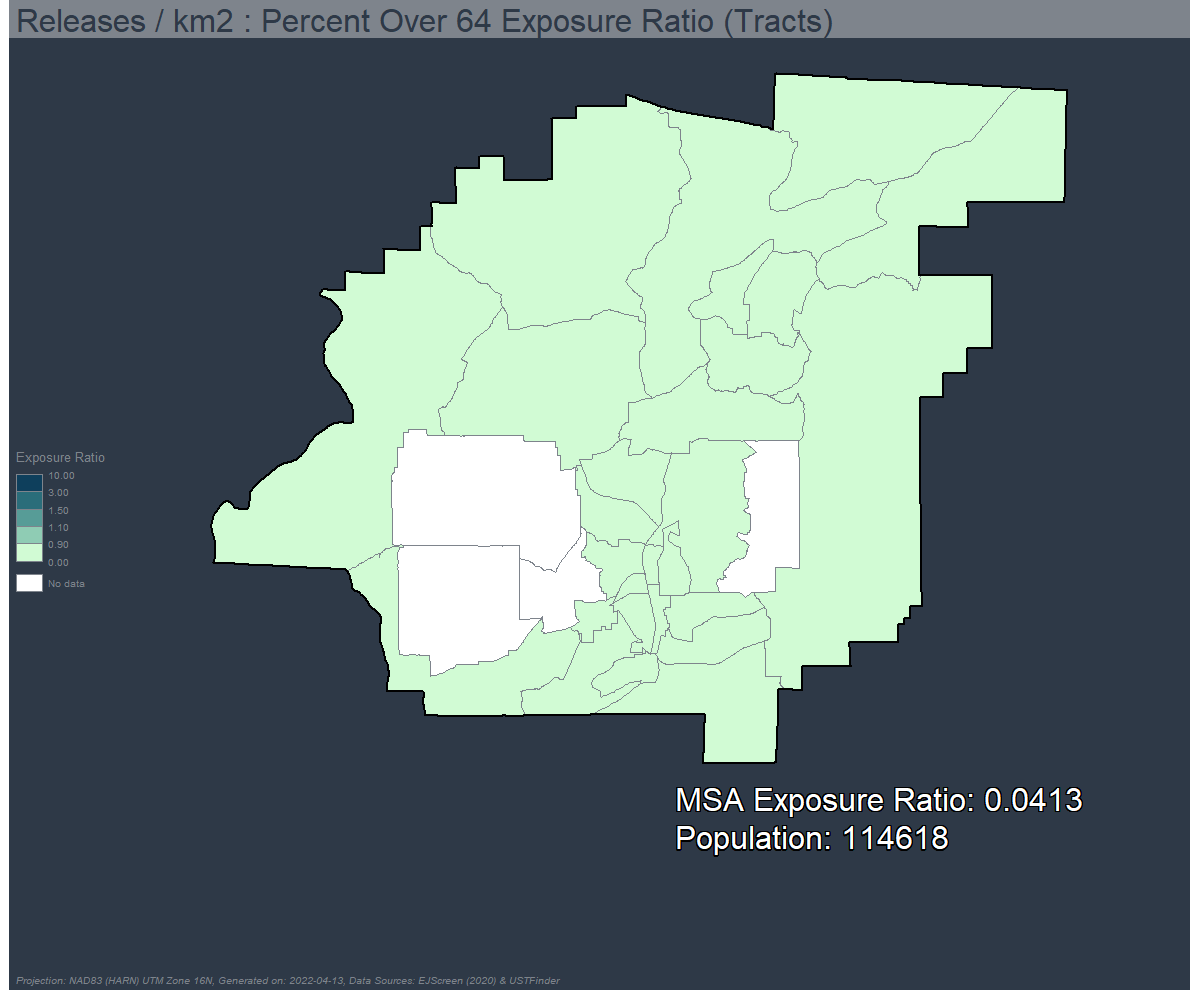 Releases / km2 : Percent Over 64 Exposure Ratio (Tracts)
Exposure Ratio
10.00
3.00
1.50
1.10
0.90
0.00
No data
MSA Exposure Ratio: 0.0413
Population: 114618
Projection: NAD83 (HARN) UTM Zone 16N, Generated on: 2022-04-13, Data Sources: EJScreen (2020) & USTFinder